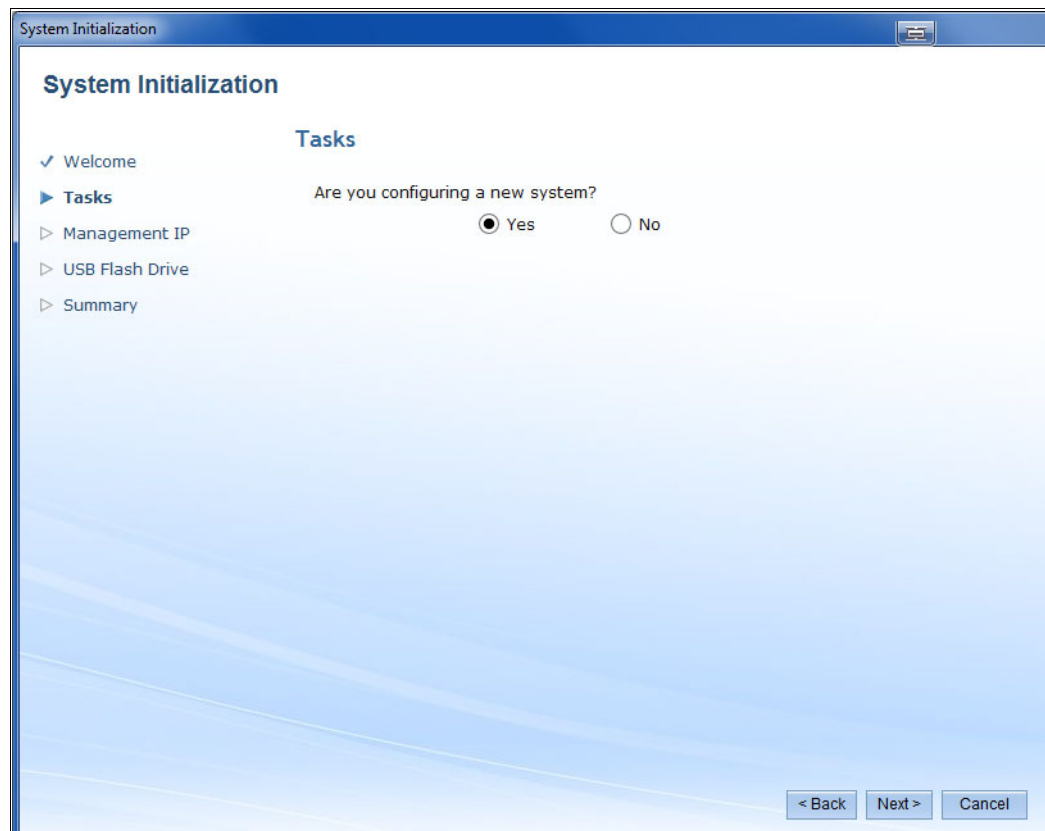 System Initialization
System Initialization
Tasks
Welcome
Tasks
Management IP
USB Flash Drive
Summary
Are you configuring a new system?
Yes No
< Back Next > Cancel